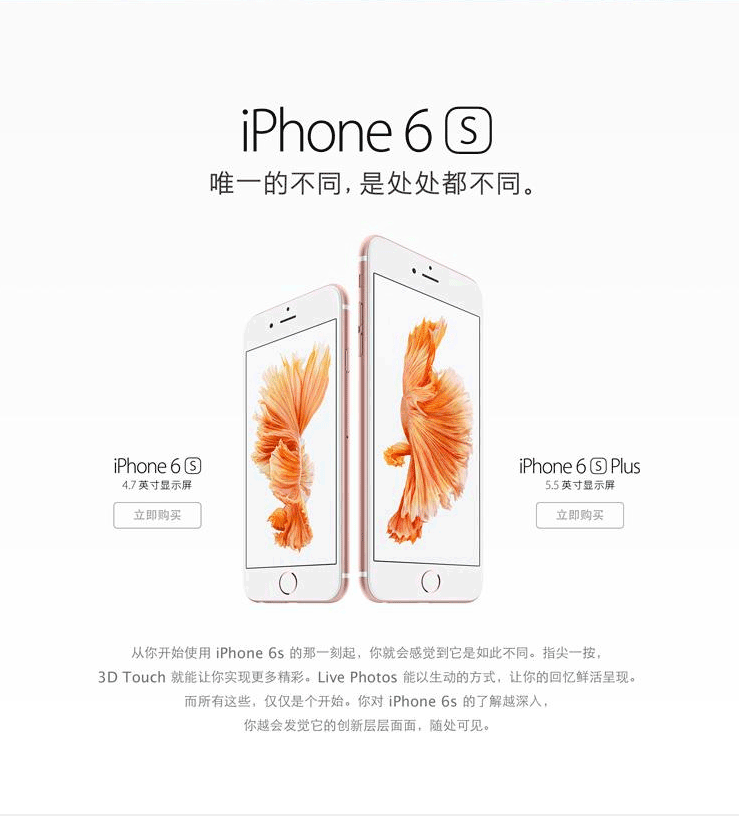 iPhone 6 S
唯一的不同，是处处都不同。
iPhone 6 S
4.7 英寸显示屏
立即购买
iPhone 6 S Plus
5.5 英寸显示屏
立即购买
从你开始使用 iPhone 6s 的那一刻起，你就会感觉到它是如此不同。指尖一按，
3D Touch 就能让你实现更多精彩。Live Photos 能以生动的方式，让你的回忆鲜活呈现。
而所有这些，仅仅是个开始。你对 iPhone 6s 的了解越深入，
你越会发觉它的创新层层面面，随处可见。